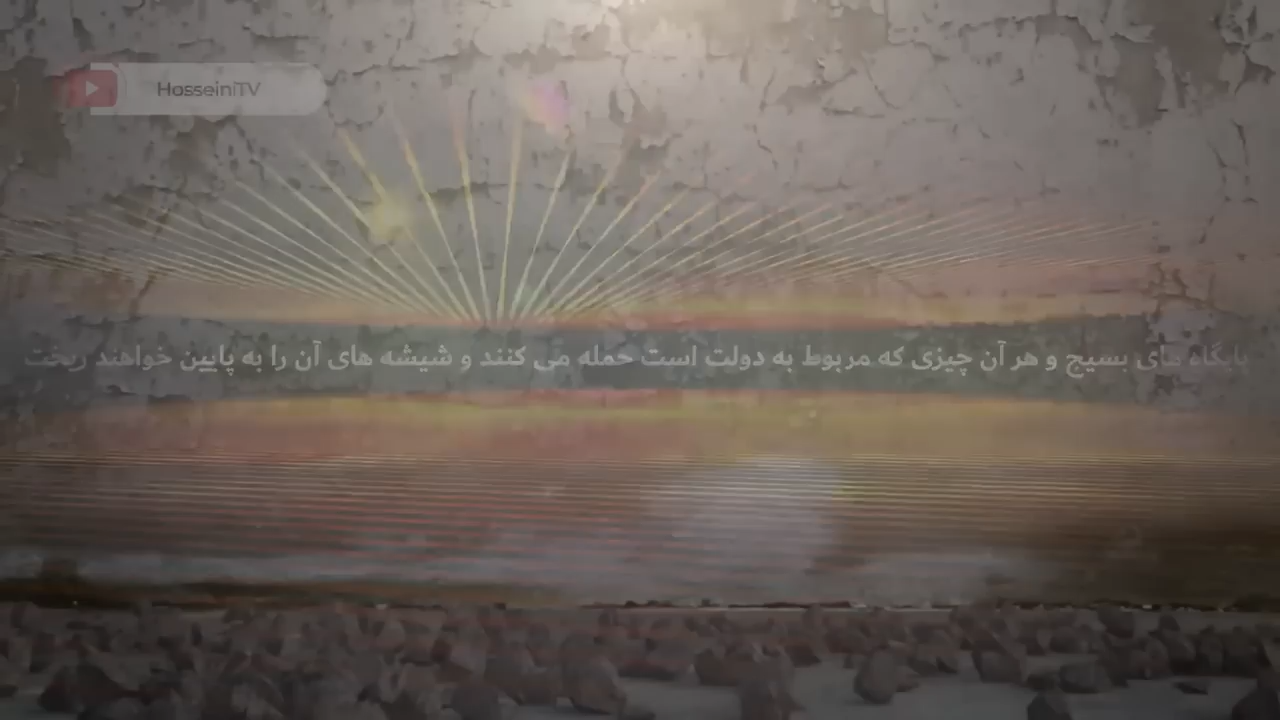 HosseiniTV
پایگاه های بسیج و هر آن چیزی که مربوط به دولت است حمله می کنند و شیشه های آن را به پایین خواهند ریخت